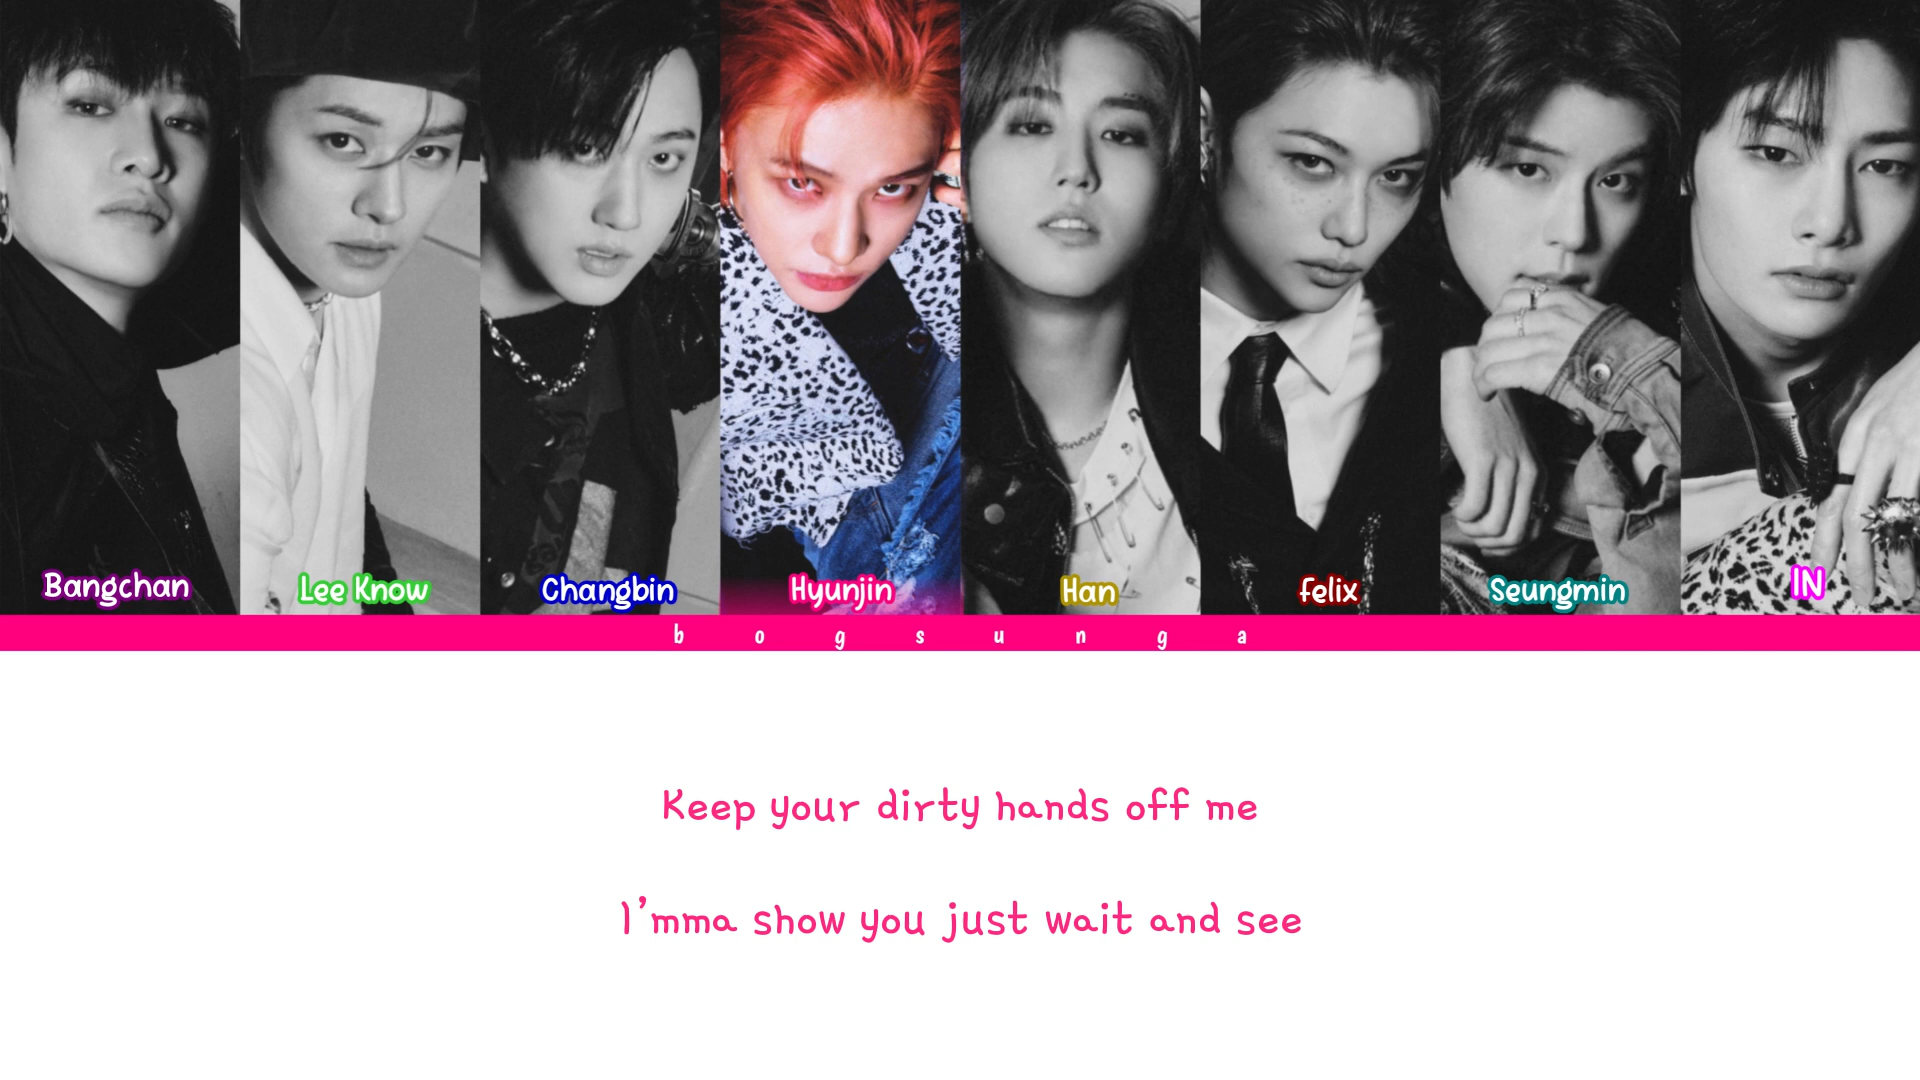 Bangchan Lee Know Changbin Hyunjin Han Felix Seungmin IN
b o g s u n g a
Keep your dirty hands off me
I'mma show you just wait and see